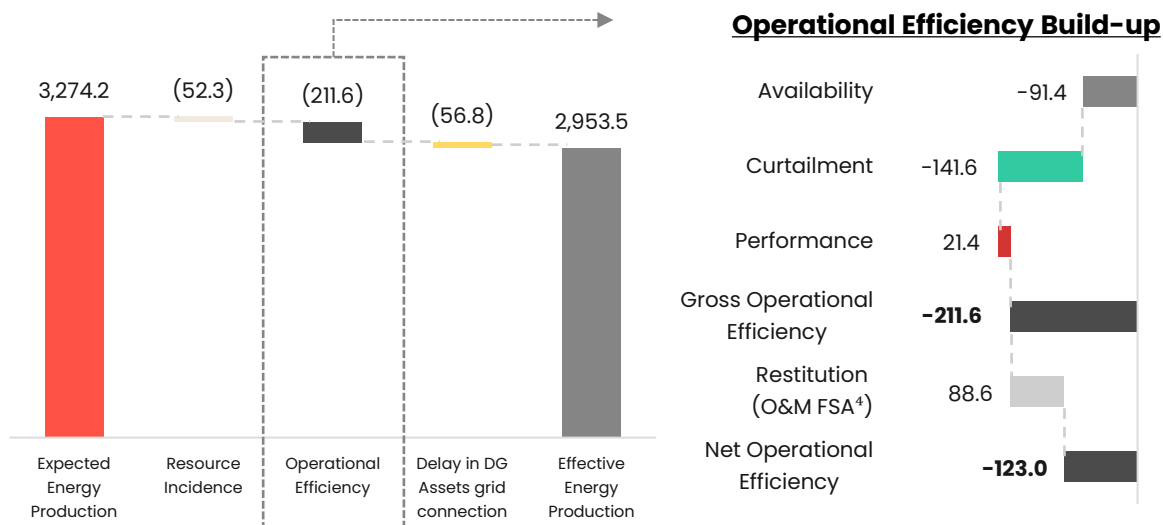 3,274.2
(52.3)
(211.6)
(56.8)
2,953.5
Expected
Energy
Production
Resource
Incidence
Operational
Efficiency
Delay in DG
Assets grid
connection
Effective
Energy
Production
Operational Efficiency Build-up
Availability
-91.4
Curtailment
-141.6
Performance
21.4
Gross Operational
Efficiency
-211.6
Restitution
(O&M FSA⁴)
88.6
Net Operational
Efficiency
-123.0